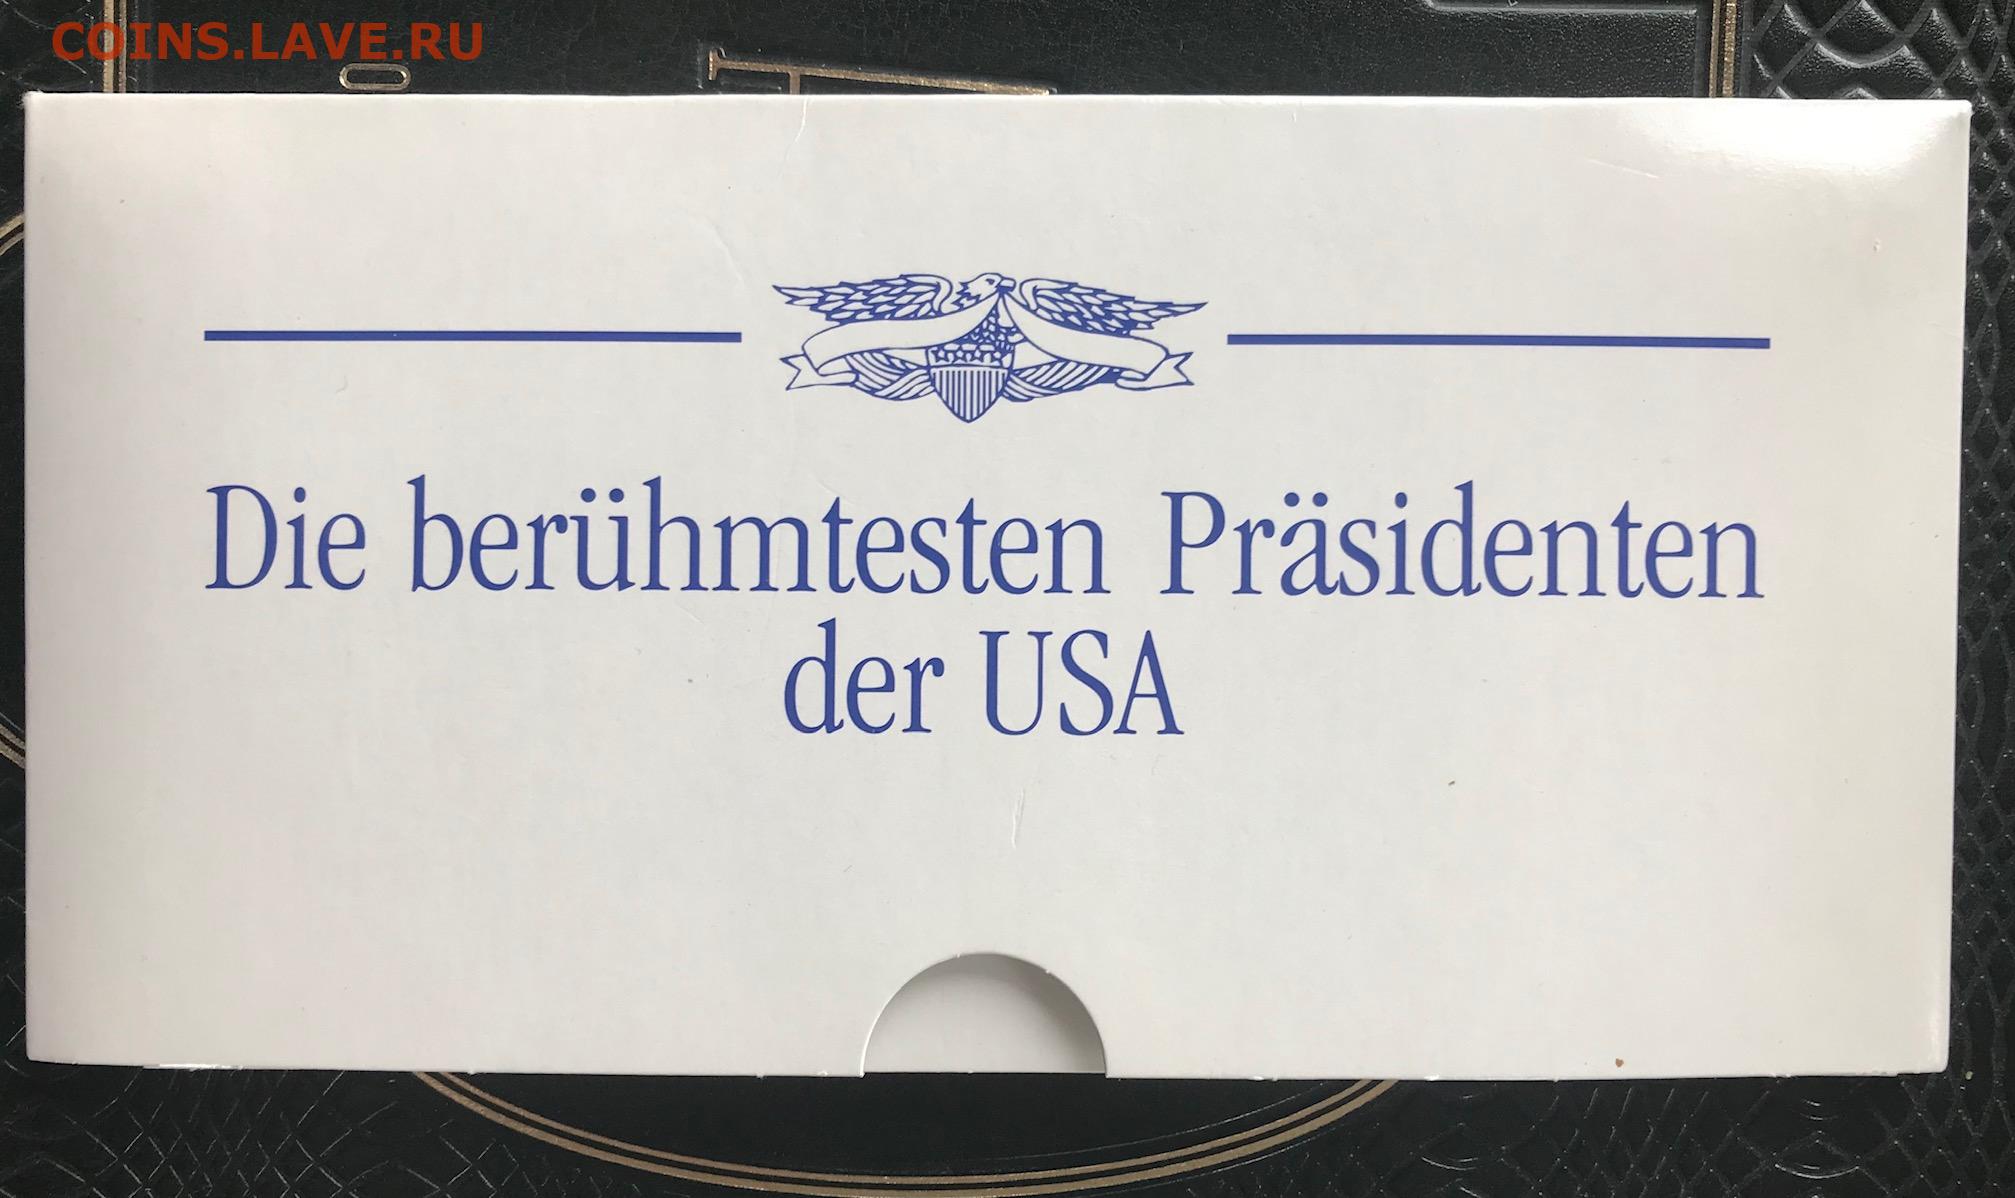 COINS.LAVE.RU
Die berühmtesten Präsidenten
der USA